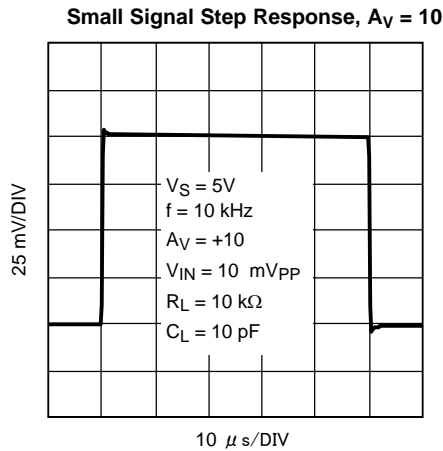 Small Signal Step Response, AV = 10
25 mV/DIV
VS = 5V
f = 10 kHz
AV = +10
VIN = 10 mVPP
RL = 10 kΩ
CL = 10 pF
10 μs/DIV